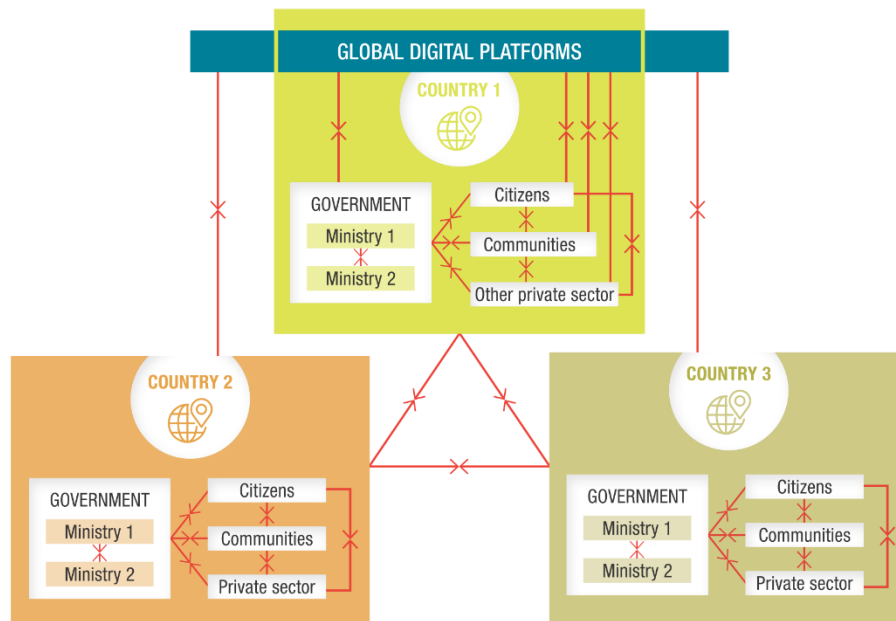 GLOBAL DIGITAL PLATFORMS
COUNTRY 1
GOVERNMENT
Ministry 1
Ministry 2
Citizens
Communities
Other private sector
COUNTRY 2
GOVERNMENT
Ministry 1
Ministry 2
Citizens
Communities
Private sector
COUNTRY 3
GOVERNMENT
Ministry 1
Ministry 2
Citizens
Communities
Private sector